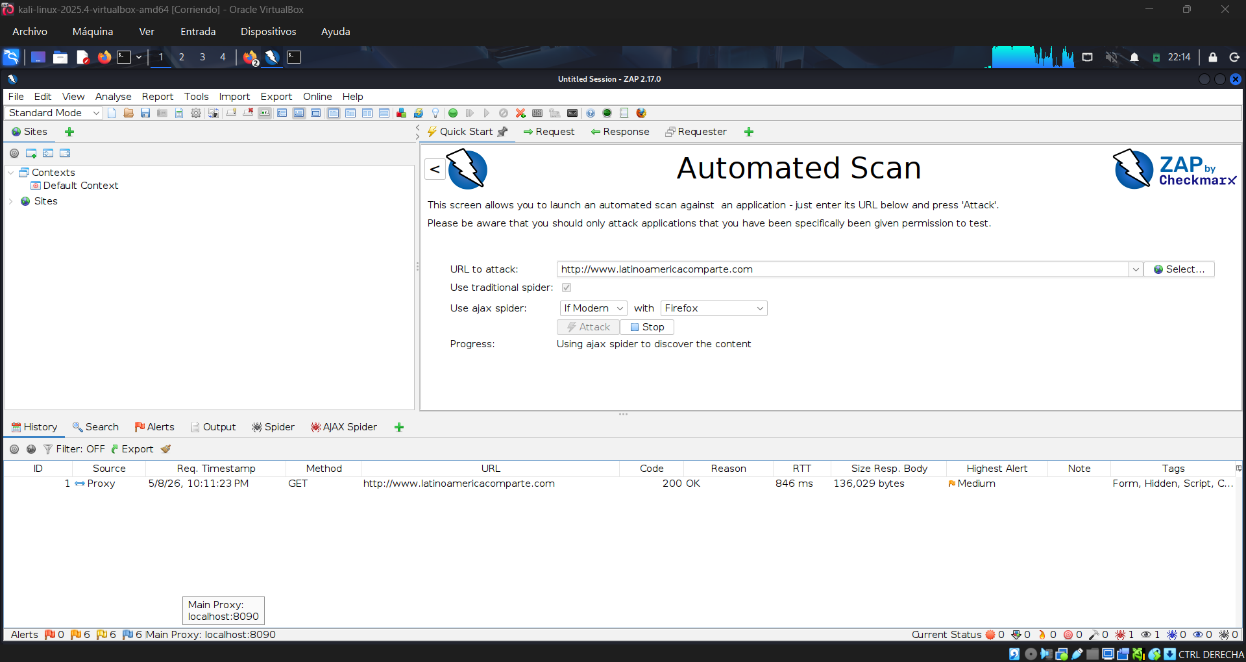 kali-linux-2025.4-virtualbox-amd64 [Corriendo] - Oracle VirtualBox
Archivo Máquina Ver Entrada Dispositivos Ayuda
1 2 3 4 2 22:14
Untitled Session - ZAP 2.17.0
File Edit View Analyse Report Tools Import Export Online Help
Standard Mode
Sites
Contexts
Default Context
Sites
Quick Start Request Response Requester
<
Automated Scan
ZAP by
Checkmarx
This screen allows you to launch an automated scan against an application - just enter its URL below and press 'Attack'.
Please be aware that you should only attack applications that you have been specifically been given permission to test.
URL to attack: http://www.latinoamericacomparte.com Select...
Use traditional spider:
Use ajax spider: If Modern with Firefox
Attack Stop
Progress: Using ajax spider to discover the content
History Search Alerts Output Spider AJAX Spider
Filter: OFF Export
ID Source Req. Timestamp Method URL Code Reason RTT Size Resp. Body Highest Alert Note Tags
1 Proxy 5/8/26, 10:11:23 PM GET http://www.latinoamericacomparte.com 200 OK 846 ms 136,029 bytes Medium Form, Hidden, Script, C...
Main Proxy:
localhost:8090
Alerts 0 6 6 6 Main Proxy: localhost:8090 Current Status 0 0 0 0 0 1 1 0 0 0
CTRL DERECHA